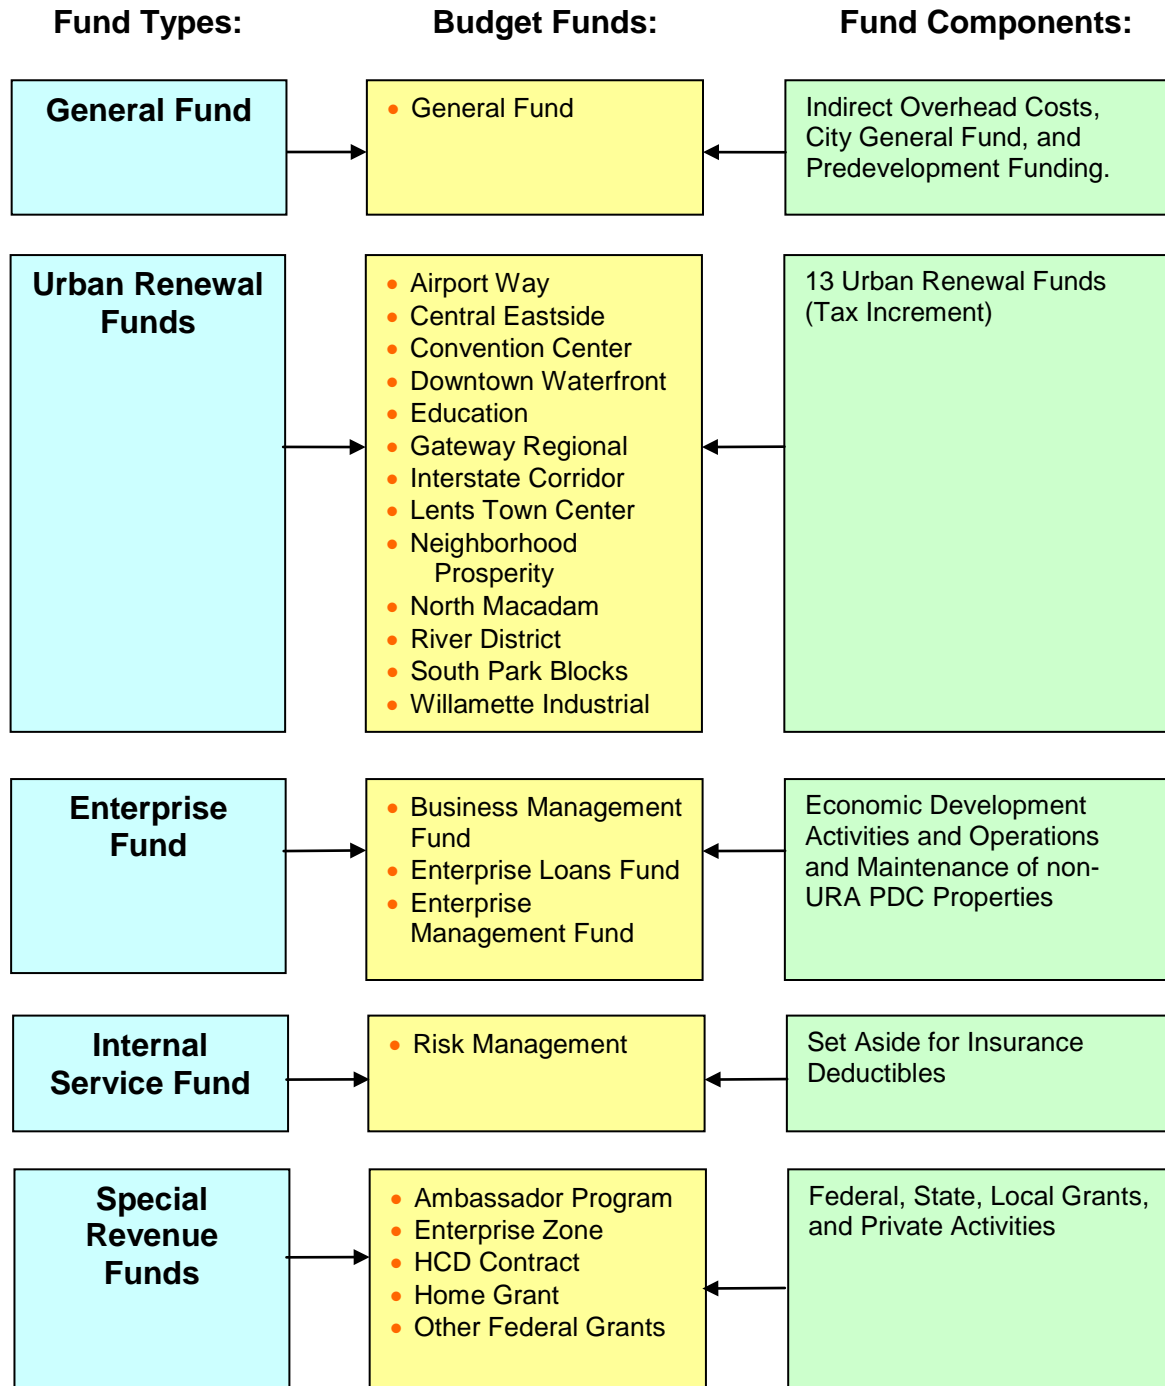 Fund Types:
Budget Funds:
Fund Components:
General Fund
• General Fund
Indirect Overhead Costs,
City General Fund, and
Predevelopment Funding.
Urban Renewal
Funds
• Airport Way
• Central Eastside
• Convention Center
• Downtown Waterfront
• Education
• Gateway Regional
• Interstate Corridor
• Lents Town Center
• Neighborhood
Prosperity
• North Macadam
• River District
• South Park Blocks
• Willamette Industrial
13 Urban Renewal Funds
(Tax Increment)
Enterprise
Fund
• Business Management
Fund
• Enterprise Loans Fund
• Enterprise
Management Fund
Economic Development
Activities and Operations
and Maintenance of non-
URA PDC Properties
Internal
Service Fund
• Risk Management
Set Aside for Insurance
Deductibles
Special
Revenue
Funds
• Ambassador Program
• Enterprise Zone
• HCD Contract
• Home Grant
• Other Federal Grants
Federal, State, Local Grants,
and Private Activities